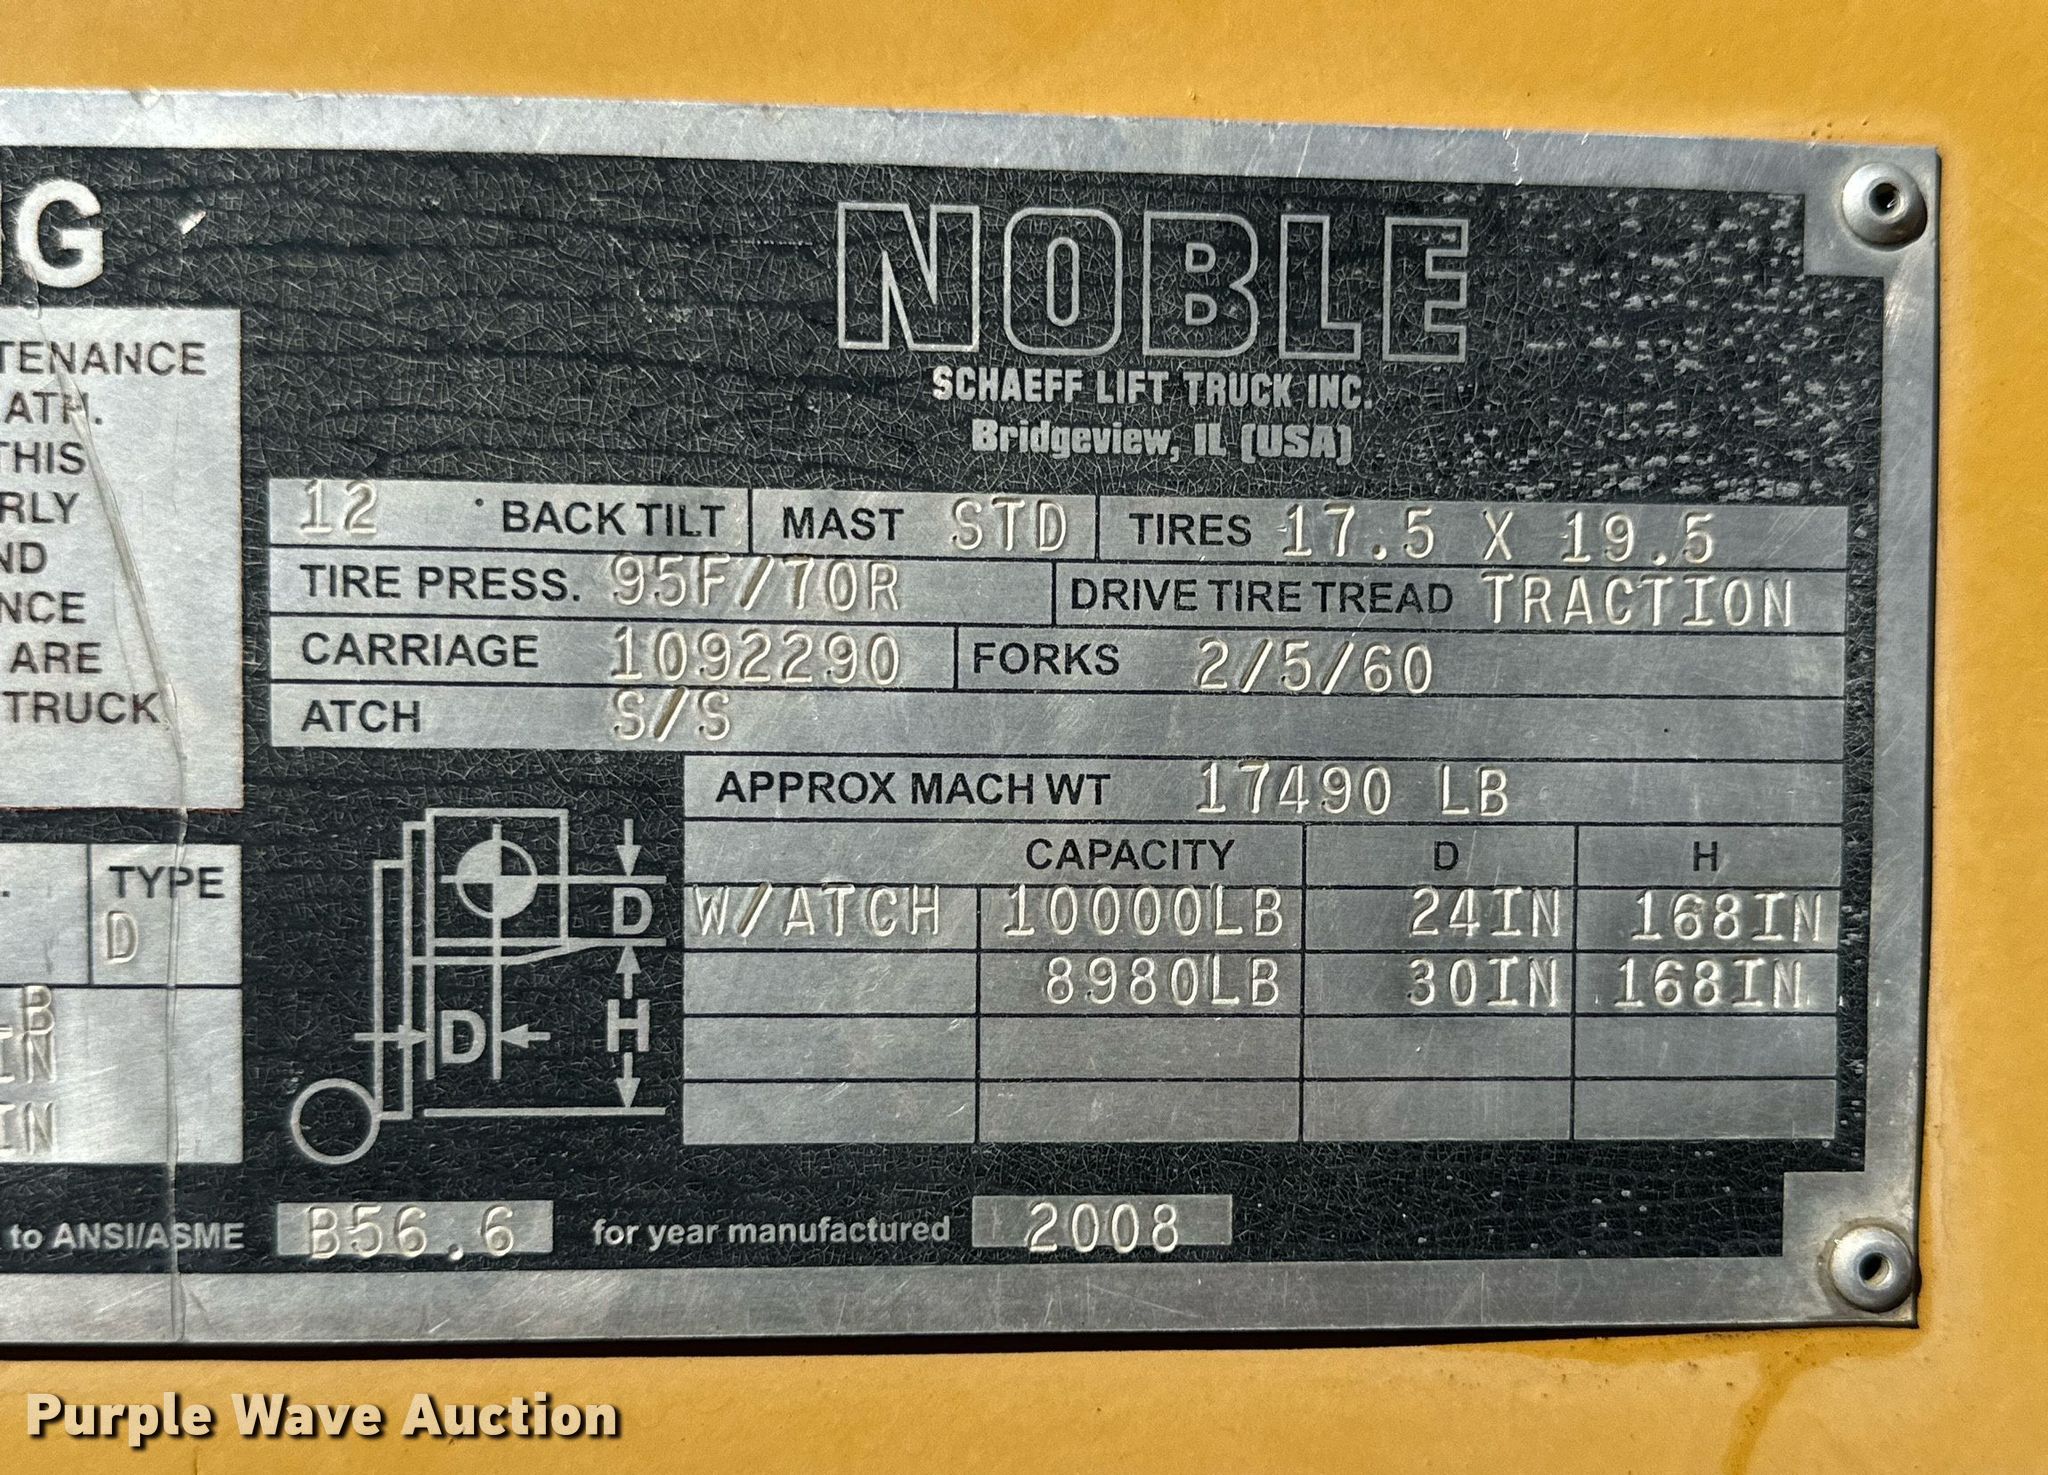 NG
NOBLE
SCHAEFF LIFT TRUCK INC.
Bridgeview, IL (USA)
TENANCE
ATH.
THIS
RLY
ND
NCE
ARE
TRUCK
12 ° BACK TILT MAST STD TIRES 17.5 X 19.5
TIRE PRESS. 95F/70R DRIVE TIRE TREAD TRACTION
CARRIAGE 1092290 FORKS 2/5/60
ATCH S/S
APPROX MACH WT 17490 LB
CAPACITY D H
W/ATCH 10000LB 24IN 168IN
8980LB 30IN 168IN
TYPE
D
LB
IN
IN
D
D
H
to ANSI/ASME B56.6 for year manufactured 2008
Purple Wave Auction